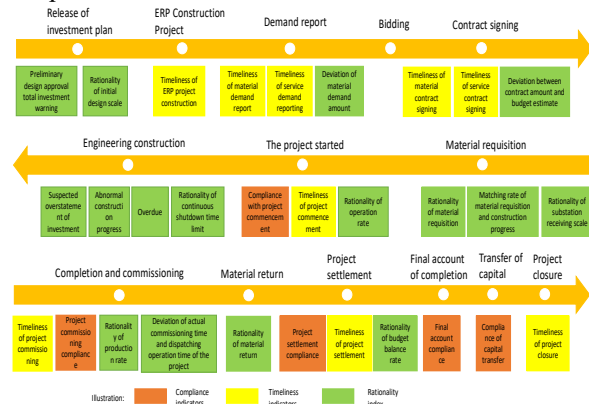 Release of
investment plan
ERP Construction
Project
Demand report
Bidding
Contract signing
Preliminary
design approval
total investment
warning
Rationality
of initial
design scale
Timeliness of
ERP project
construction
Timeliness
of material
demand
report
Timeliness
of service
demand
reporting
Deviation of
material
demand
amount
Timeliness of
material
contract
signing
Timeliness of
service
contract
signing
Deviation between
contract amount and
budget estimate
Engineering construction
The project started
Material requisition
Suspected
overstateme
nt of
investment
Abnormal
constructi
on
progress
Overdue
Rationality of
continuous
shutdown time
limit
Compliance
with project
commencem
ent
Timeliness
of project
commence
ment
Rationality
of operation
rate
Rationality
of material
requisition
Matching rate of
material requisition
and construction
progress
Rationality of
substation
receiving scale
Completion and commissioning
Material return
Project
settlement
Final account
of completion
Transfer of
capital
Project
closure
Timeliness
of project
commissio
ning
Project
commissio
ning
complianc
e
Rationalit
y of
productio
n rate
Deviation of actual
commissioning time
and dispatching
operation time of the
project
Rationality
of material
return
Project
settlement
compliance
Timeliness
of project
settlement
Rationality
of budget
balance
rate
Final
account
complian
ce
Complia
nce of
capital
transfer
Timeliness
of project
closure
Illustration:
Compliance
indicators
Timeliness
indicators
Rationality
index